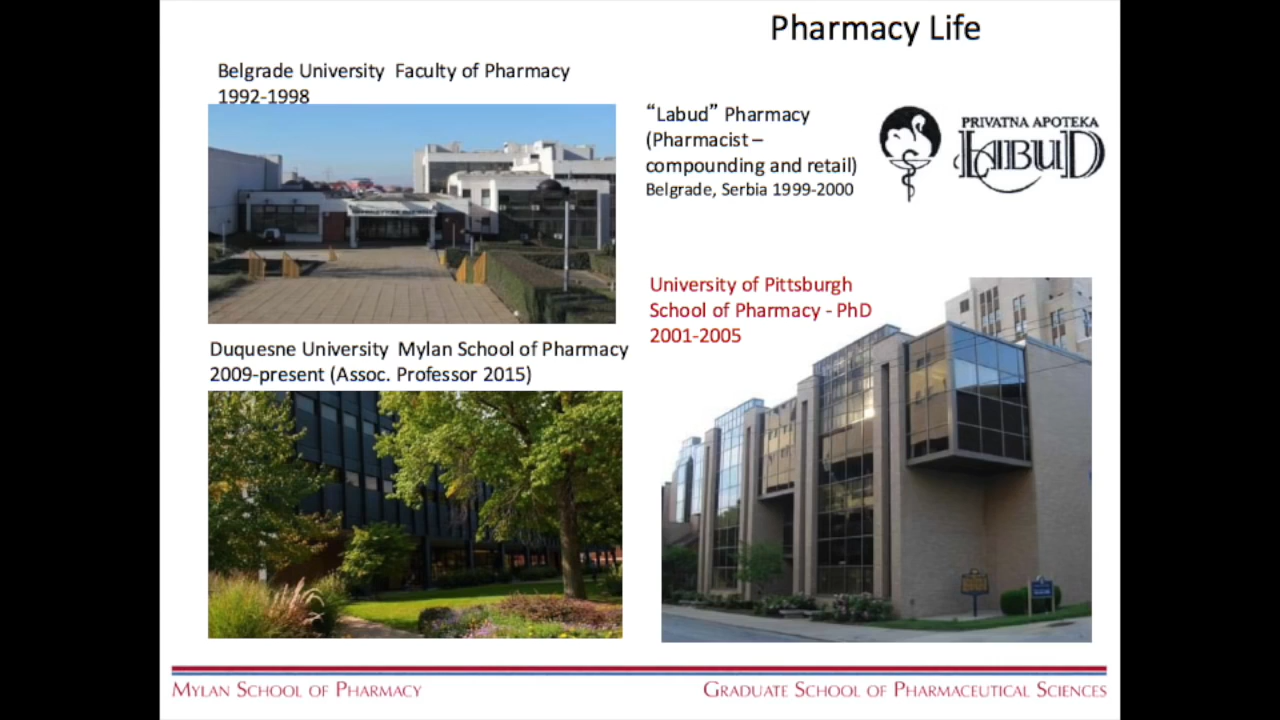 Pharmacy Life
Belgrade University Faculty of Pharmacy
1992-1998
“Labud” Pharmacy
(Pharmacist –
compounding and retail)
Belgrade, Serbia 1999-2000
PRIVATNA APOTEKA
LABUD
University of Pittsburgh
School of Pharmacy - PhD
2001-2005
Duquesne University Mylan School of Pharmacy
2009-present (Assoc. Professor 2015)
MYLAN SCHOOL OF PHARMACY
GRADUATE SCHOOL OF PHARMACEUTICAL SCIENCES